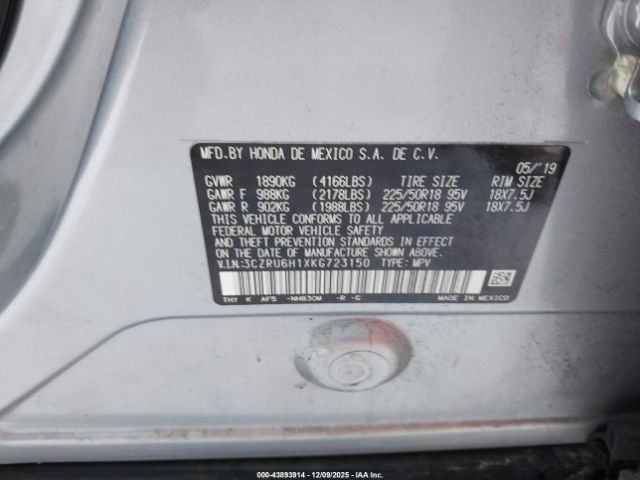 MFD.BY HONDA DE MEXICO S.A. DE C.V.
05/'19
GVWR 1890KG (4166LBS) TIRE SIZE RIM SIZE
GAWR F 988KG (2178LBS) 225/50R18 95V 18X7.5J
GAWR R 902KG (1988LBS) 225/50R18 95V 18X7.5J
THIS VEHICLE CONFORMS TO ALL APPLICABLE
FEDERAL MOTOR VEHICLE SAFETY
AND THEFT PREVENTION STANDARDS IN EFFECT
ON THE DATE OF MANUFACTURE SHOWN ABOVE.
V.I.N:3CZRU6H1XKG723150 TYPE: MPV
THY K AF5 -NH830M -R -G MADE IN MEXICO
000-43893914 | 12/09/2025 | IAA Inc.